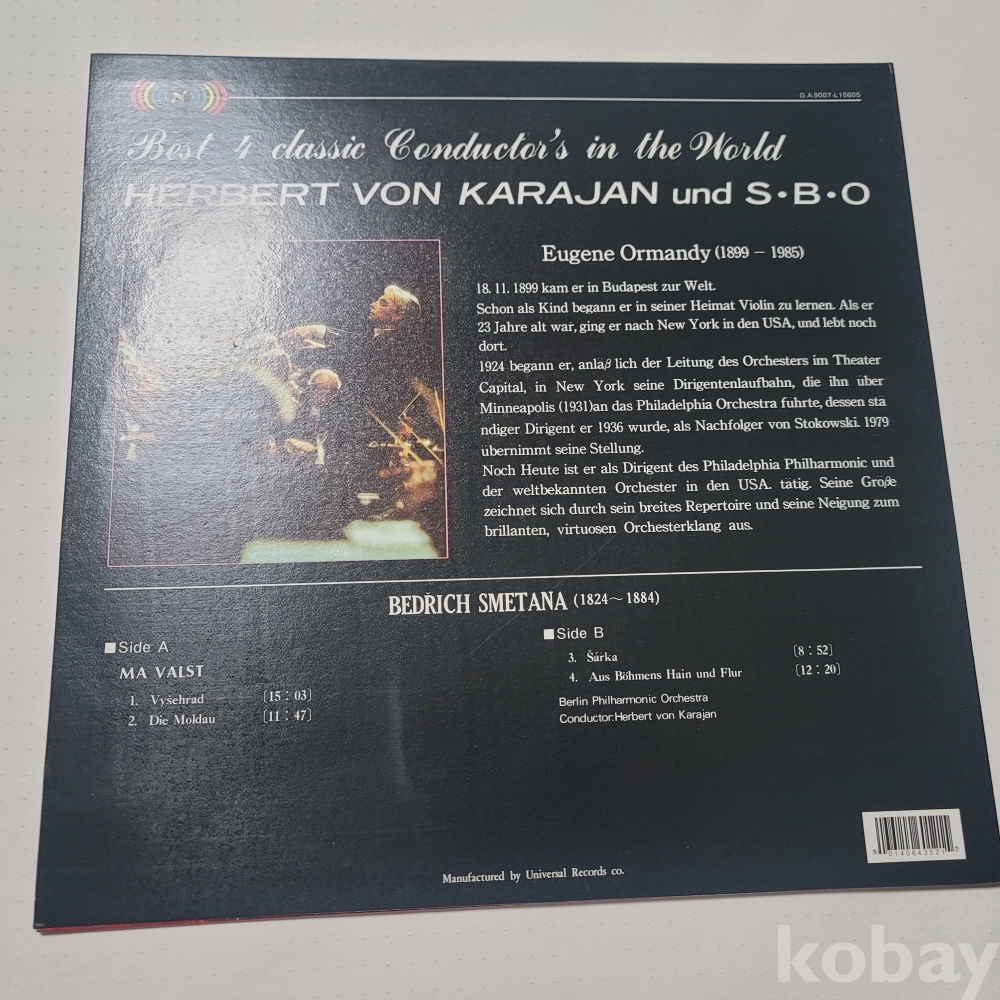 N
G.A.9007-L10605
Best 4 classic Conductor's in the World
HERBERT VON KARAJAN und S•B•O
Eugene Ormandy (1899 – 1985)
18. 11. 1899 kam er in Budapest zur Welt.
Schon als Kind begann er in seiner Heimat Violin zu lernen. Als er
23 Jahre alt war, ging er nach New York in den USA, und lebt noch
dort.
1924 begann er, anläß lich der Leitung des Orchesters im Theater
Capital, in New York seine Dirigentenlaufbahn, die ihn über
Minneapolis (1931)an das Philadelphia Orchestra führte, dessen stä
ndiger Dirigent er 1936 wurde, als Nachfolger von Stokowski. 1979
übernimmt seine Stellung.
Noch Heute ist er als Dirigent des Philadelphia Philharmonic und
der weltbekannten Orchester in den USA. tätig. Seine Größe
zeichnet sich durch sein breites Repertoire und seine Neigung zum
brillanten, virtuosen Orchesterklang aus.
BEDŘICH SMETANA (1824～1884)
■Side A
MA VALST
1. Vyšehrad [15 : 03]
2. Die Moldau [11 : 47]
■Side B
3. Šárka [8 : 52]
4. Aus Böhmens Hain und Flur [12 : 20]
Berlin Philharmonic Orchestra
Conductor:Herbert von Karajan
Manufactured by Universal Records co.
kobay